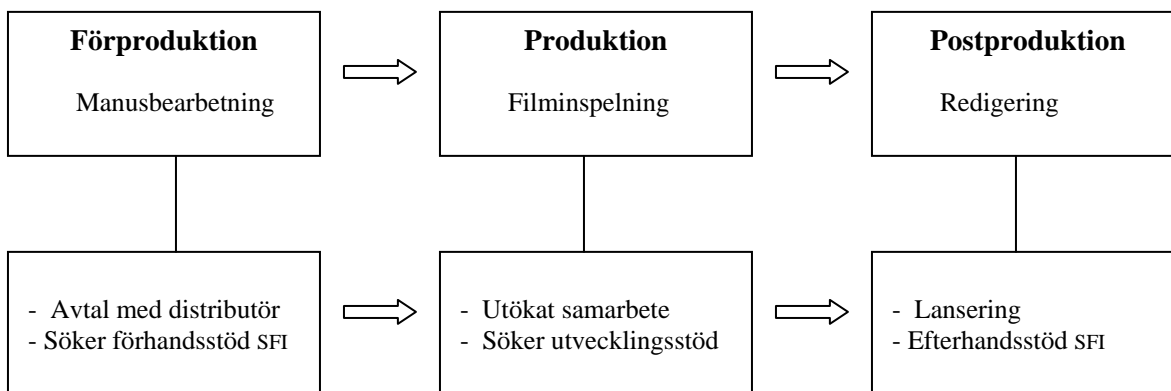 Förproduktion
Manusbearbetning
Produktion
Filminspelning
Postproduktion
Redigering
- Avtal med distributör
- Söker förhandsstöd SFI
- Utökat samarbete
- Söker utvecklingsstöd
- Lansering
- Efterhandsstöd SFI